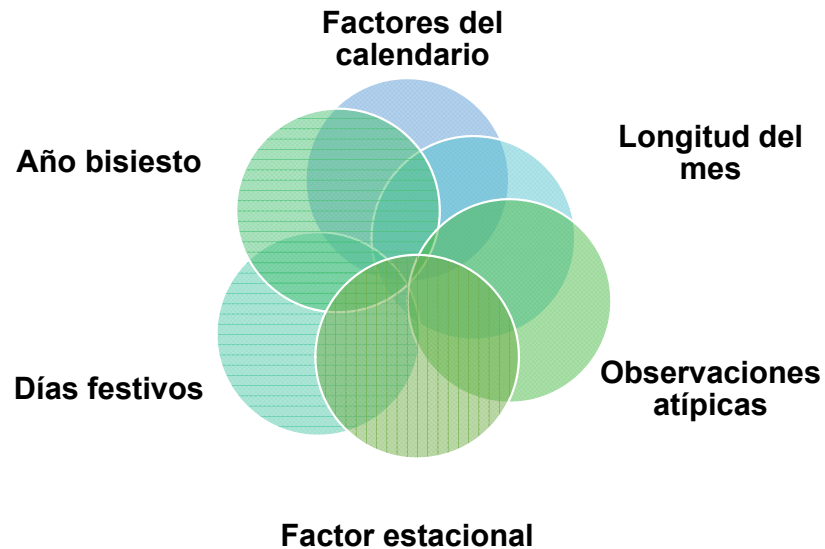 Factores del
calendario
Longitud del
mes
Observaciones
atípicas
Factor estacional
Días festivos
Año bisiesto